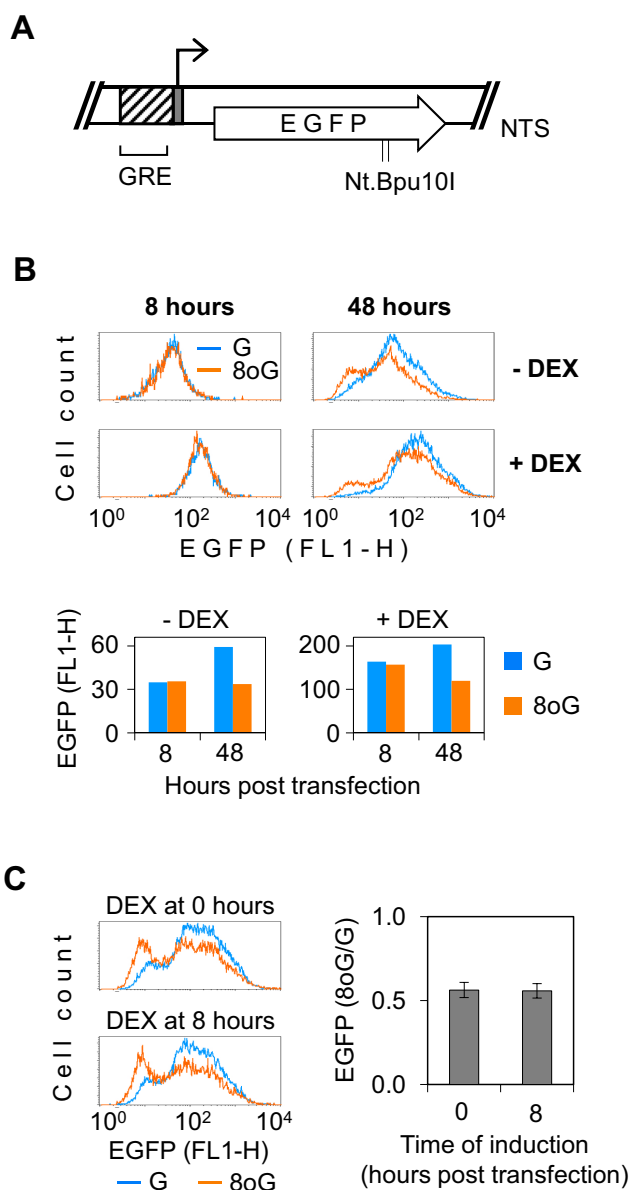 A
EGFP
NTS
GRE
Nt.Bpu10I
B
8 hours
48 hours
G
8oG
- DEX
+ DEX
Cell count
10⁰ 10² 10⁴
10⁰ 10² 10⁴
EGFP (FL1-H)
- DEX
+ DEX
EGFP (FL1-H)
60
30
0
200
100
0
8 48
8 48
G
8oG
Hours post transfection
C
DEX at 0 hours
DEX at 8 hours
Cell count
10⁰ 10² 10⁴
EGFP (FL1-H)
G 8oG
EGFP (8oG/G)
1.0
0.5
0.0
0 8
Time of induction
(hours post transfection)